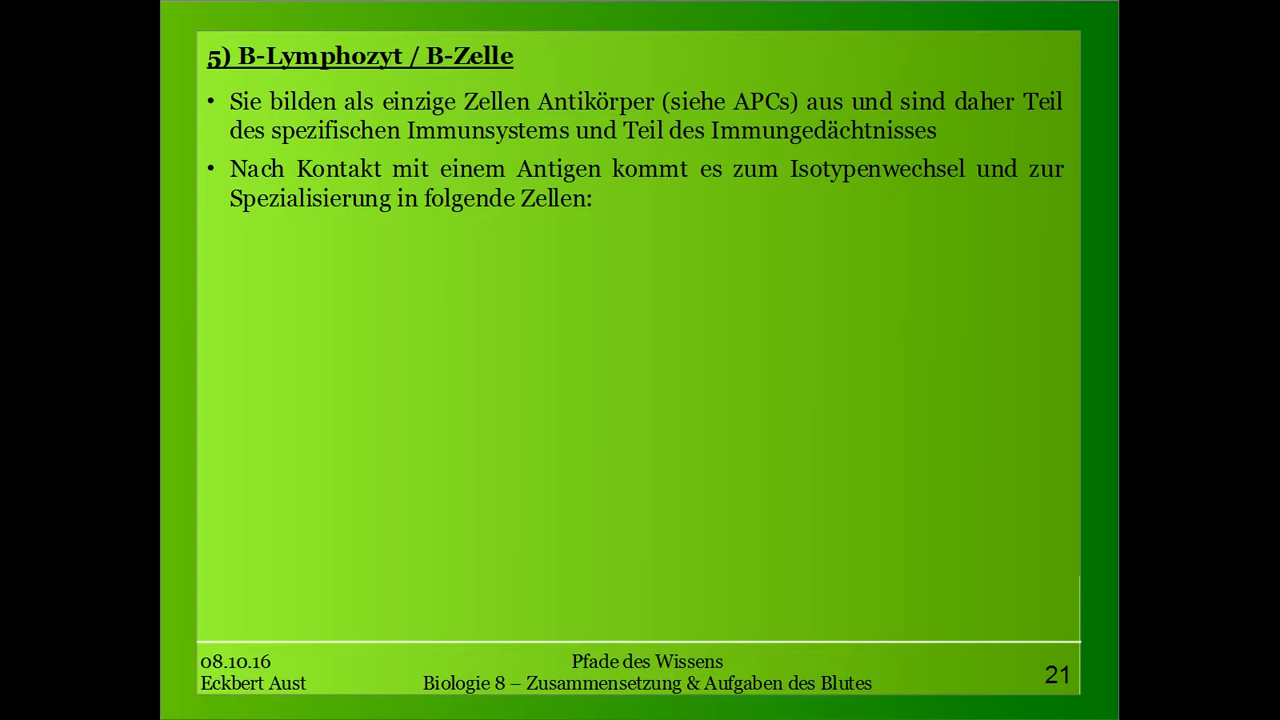 5) B-Lymphozyt / B-Zelle
• Sie bilden als einzige Zellen Antikörper (siehe APCs) aus und sind daher Teil
des spezifischen Immunsystems und Teil des Immungedächtnisses
• Nach Kontakt mit einem Antigen kommt es zum Isotypenwechsel und zur
Spezialisierung in folgende Zellen:
08.10.16
Eckbert Aust
Pfade des Wissens
Biologie 8 – Zusammensetzung & Aufgaben des Blutes
21